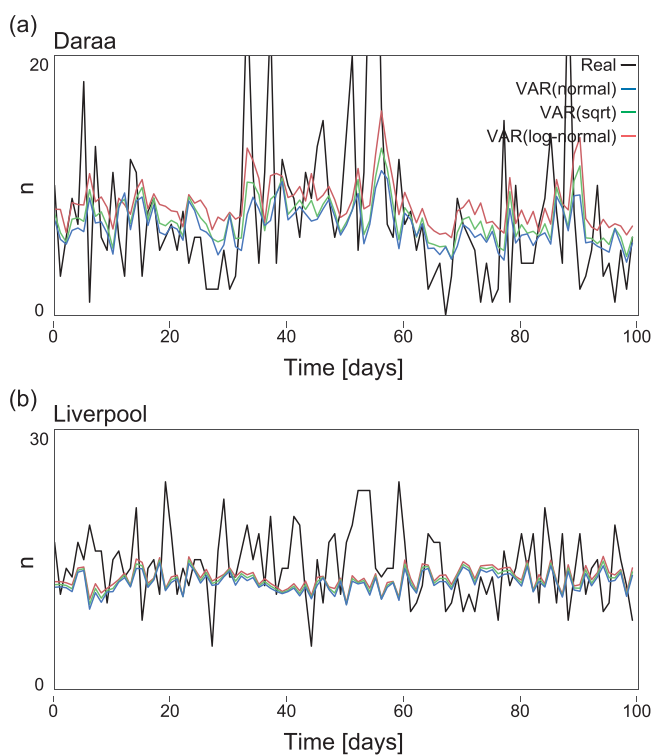 (a)
Daraa
20
Real
VAR(normal)
VAR(sqrt)
VAR(log-normal)
n
0
0 20 40 60 80 100
Time [days]
(b)
Liverpool
30
n
0
0 20 40 60 80 100
Time [days]